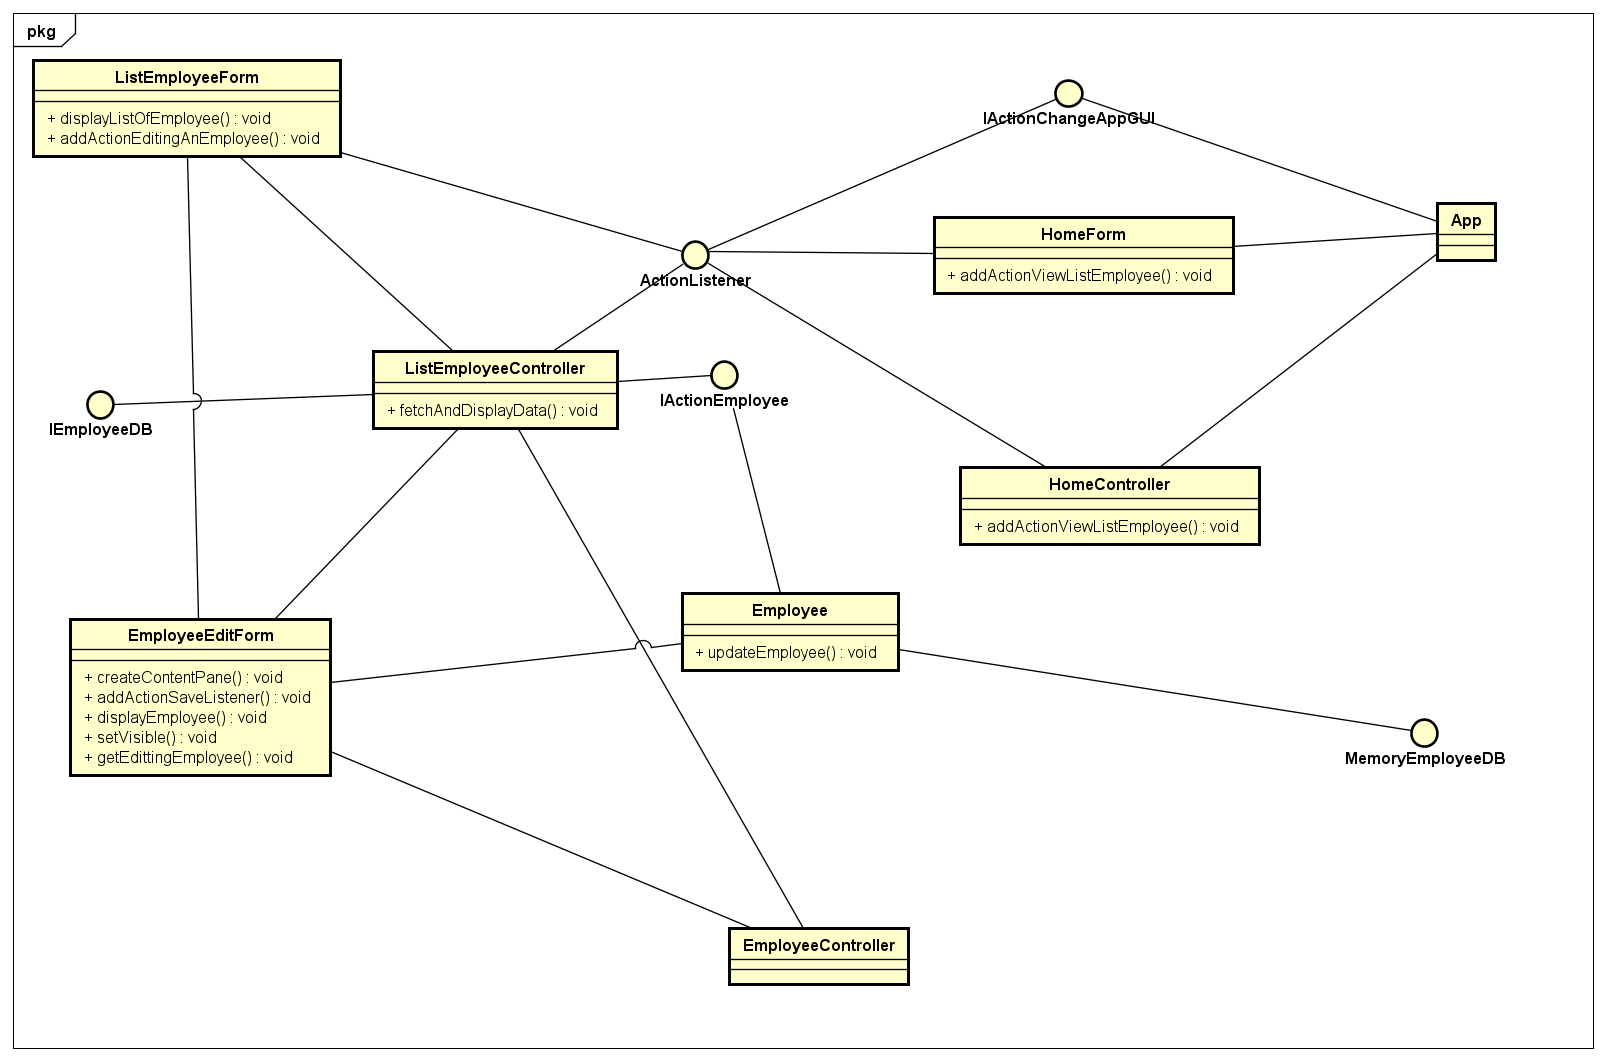 pkg
ListEmployeeForm
+ displayListOfEmployee() : void
+ addActionEditingAnEmployee() : void
IActionChangeAppGUI
App
HomeForm
+ addActionViewListEmployee() : void
ActionListener
ListEmployeeController
+ fetchAndDisplayData() : void
IActionEmployee
IEmployeeDB
HomeController
+ addActionViewListEmployee() : void
Employee
+ updateEmployee() : void
EmployeeEditForm
+ createContentPane() : void
+ addActionSaveListener() : void
+ displayEmployee() : void
+ setVisible() : void
+ getEdittingEmployee() : void
MemoryEmployeeDB
EmployeeController